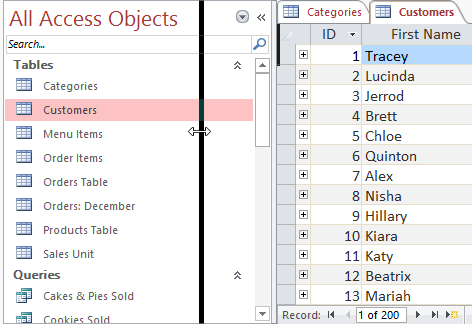 All Access Objects
Search...
Tables
Categories
Customers
Menu Items
Order Items
Orders Table
Orders: December
Products Table
Sales Unit
Queries
Cakes & Pies Sold
Cookies Sold
Categories Customers
ID First Name
1 Tracey
2 Lucinda
3 Jerrod
4 Brett
5 Chloe
6 Quinton
7 Alex
8 Nisha
9 Hillary
10 Kiara
11 Katy
12 Beatrix
13 Mariah
Record: 1 of 200